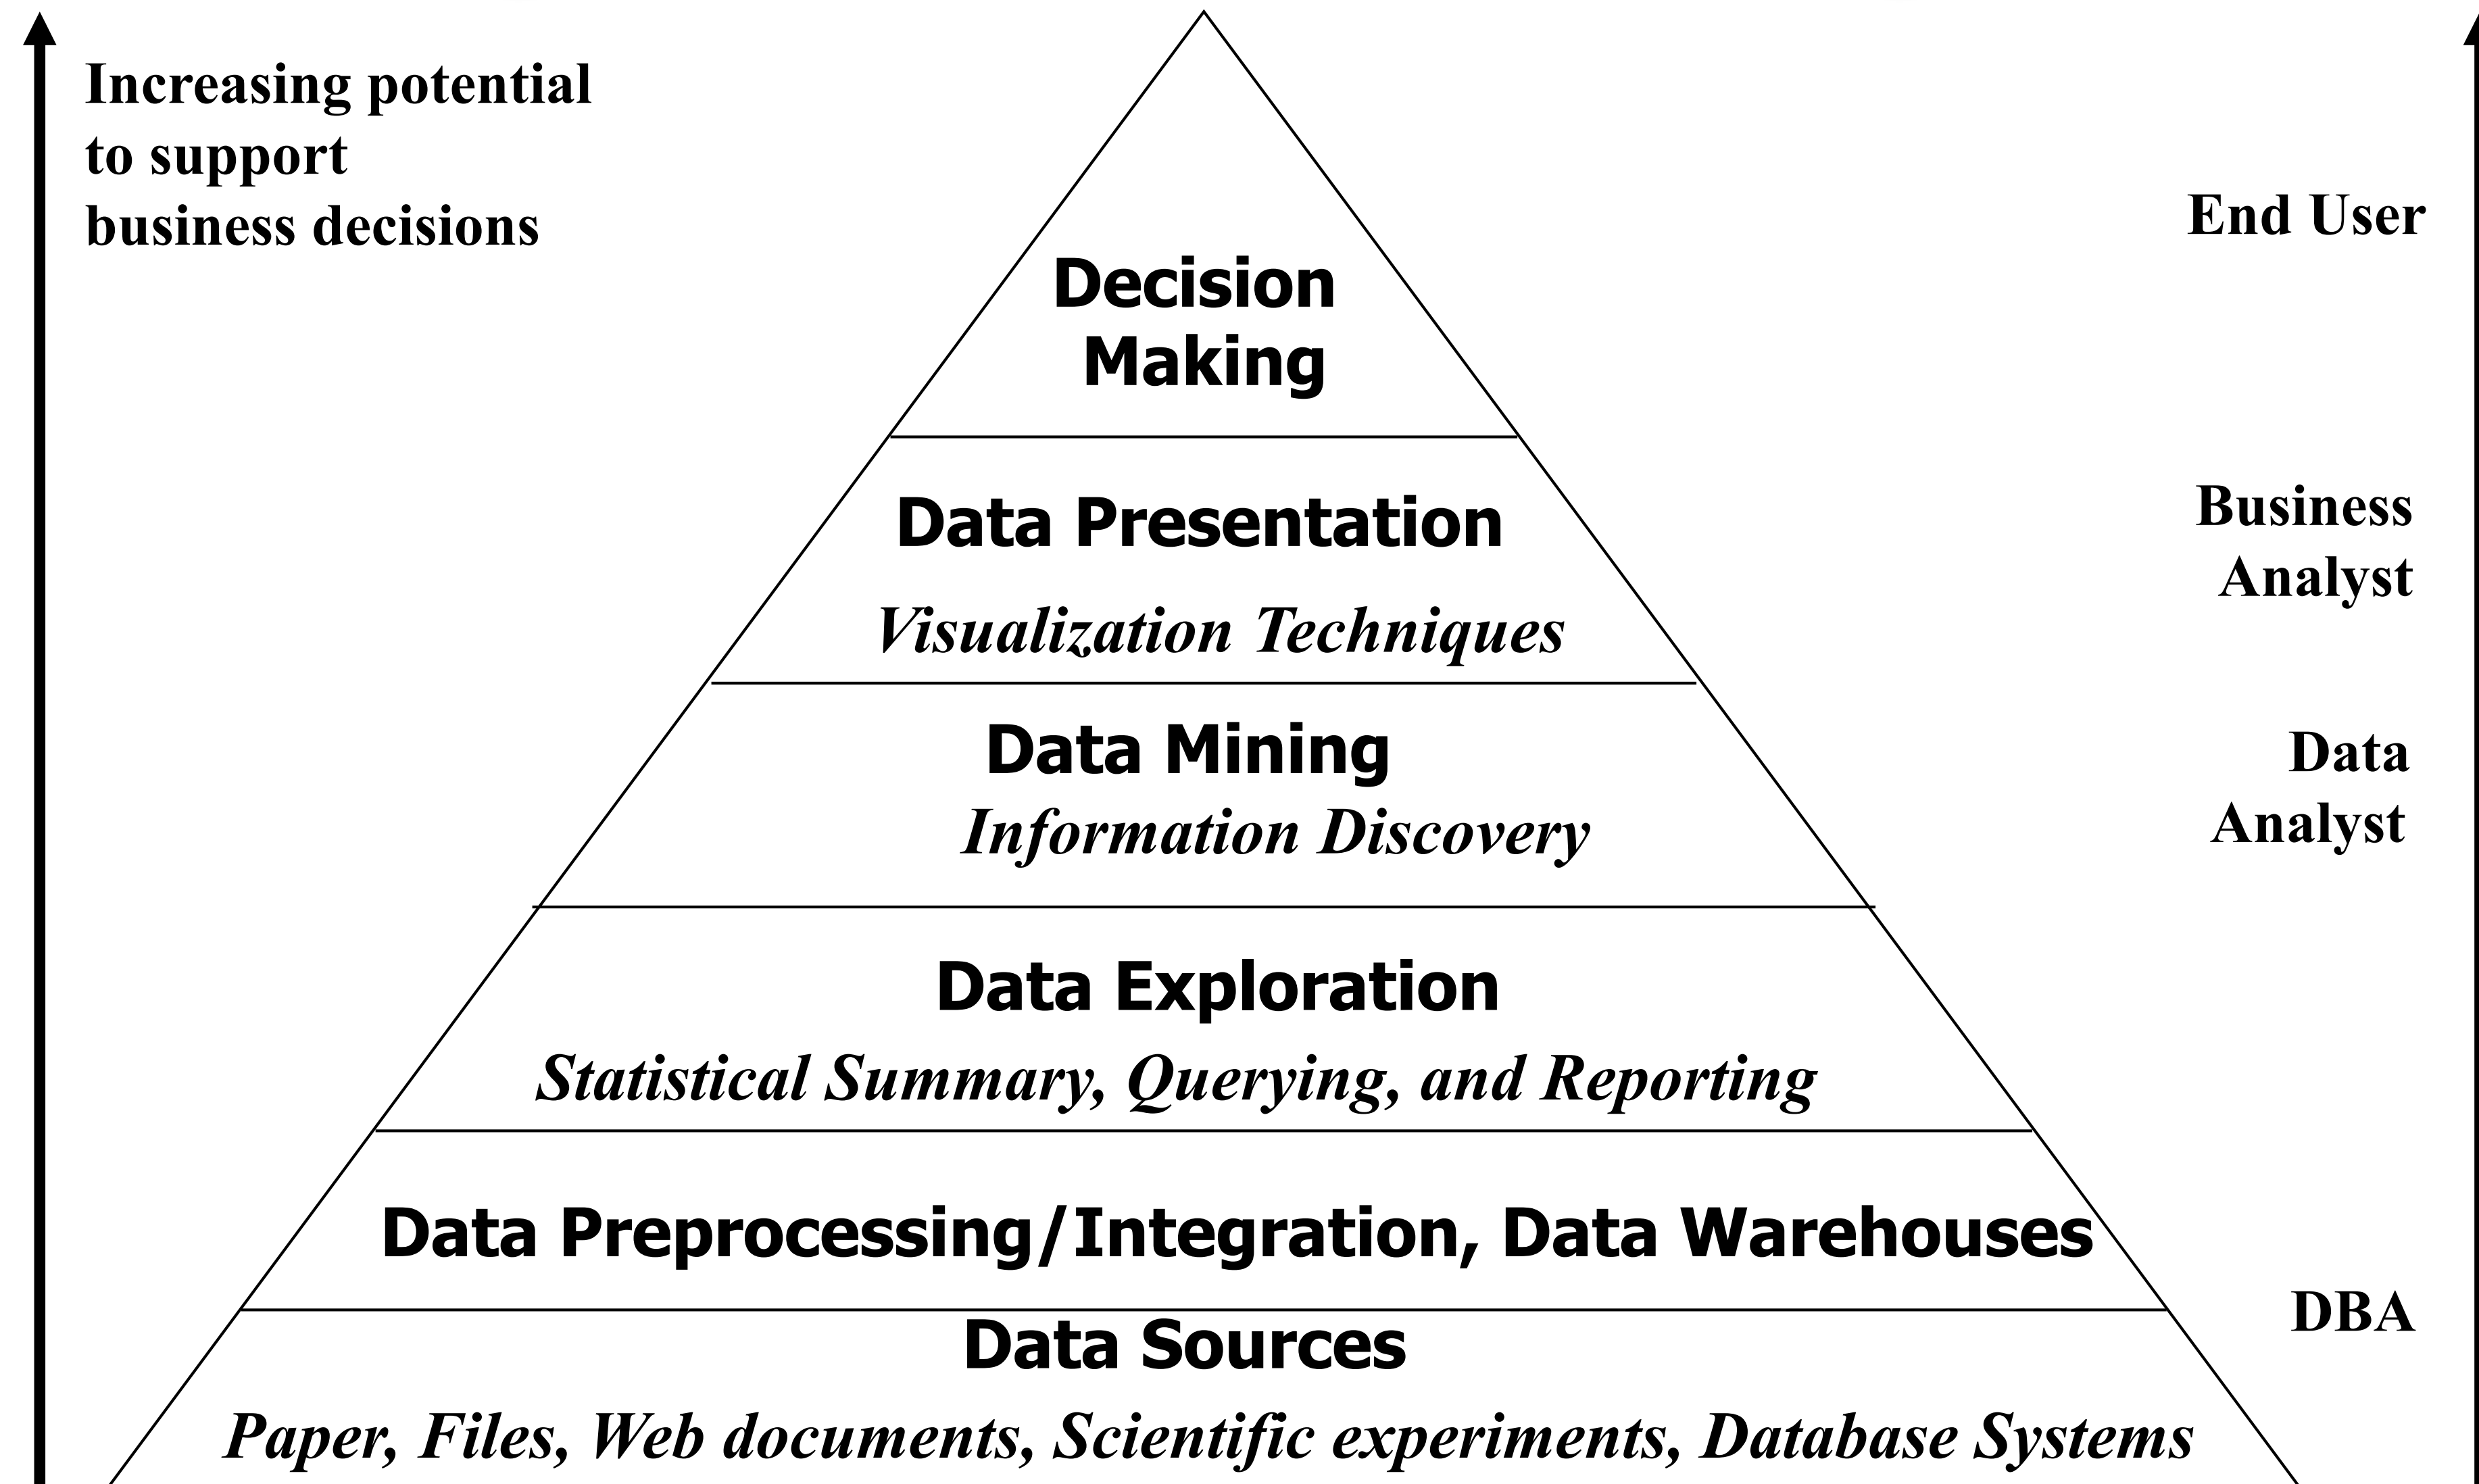 Increasing potential
to support
business decisions
End User
Decision
Making
Data Presentation
Visualization Techniques
Business
Analyst
Data Mining
Information Discovery
Data
Analyst
Data Exploration
Statistical Summary, Querying, and Reporting
Data Preprocessing/Integration, Data Warehouses
DBA
Data Sources
Paper, Files, Web documents, Scientific experiments, Database Systems